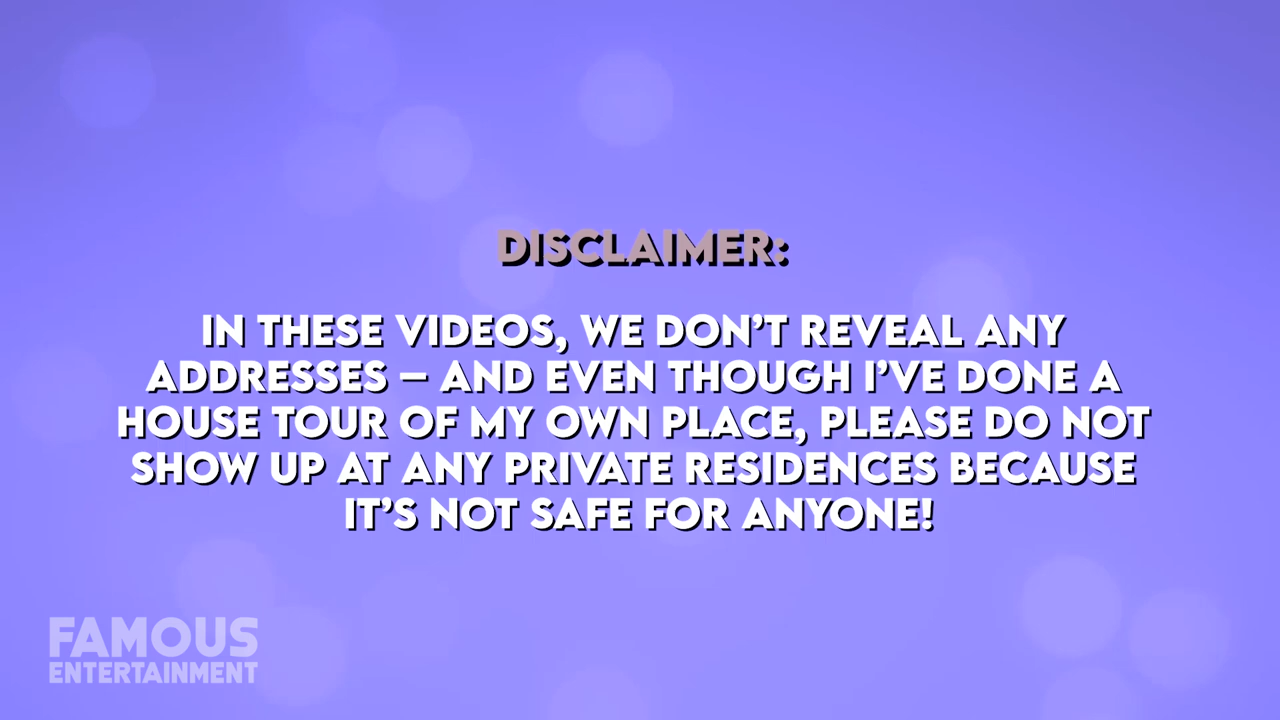 DISCLAIMER:
IN THESE VIDEOS, WE DON'T REVEAL ANY
ADDRESSES – AND EVEN THOUGH I'VE DONE A
HOUSE TOUR OF MY OWN PLACE, PLEASE DO NOT
SHOW UP AT ANY PRIVATE RESIDENCES BECAUSE
IT'S NOT SAFE FOR ANYONE!
FAMOUS
ENTERTAINMENT